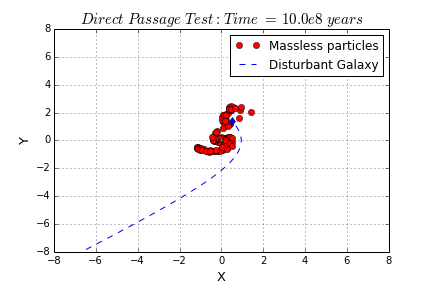 Direct Passage Test : Time = 10.0e8 years
Massless particles
Disturbant Galaxy
8
6
4
2
0
−2
−4
−6
−8
Y
−8 −6 −4 −2 0 2 4 6 8
X